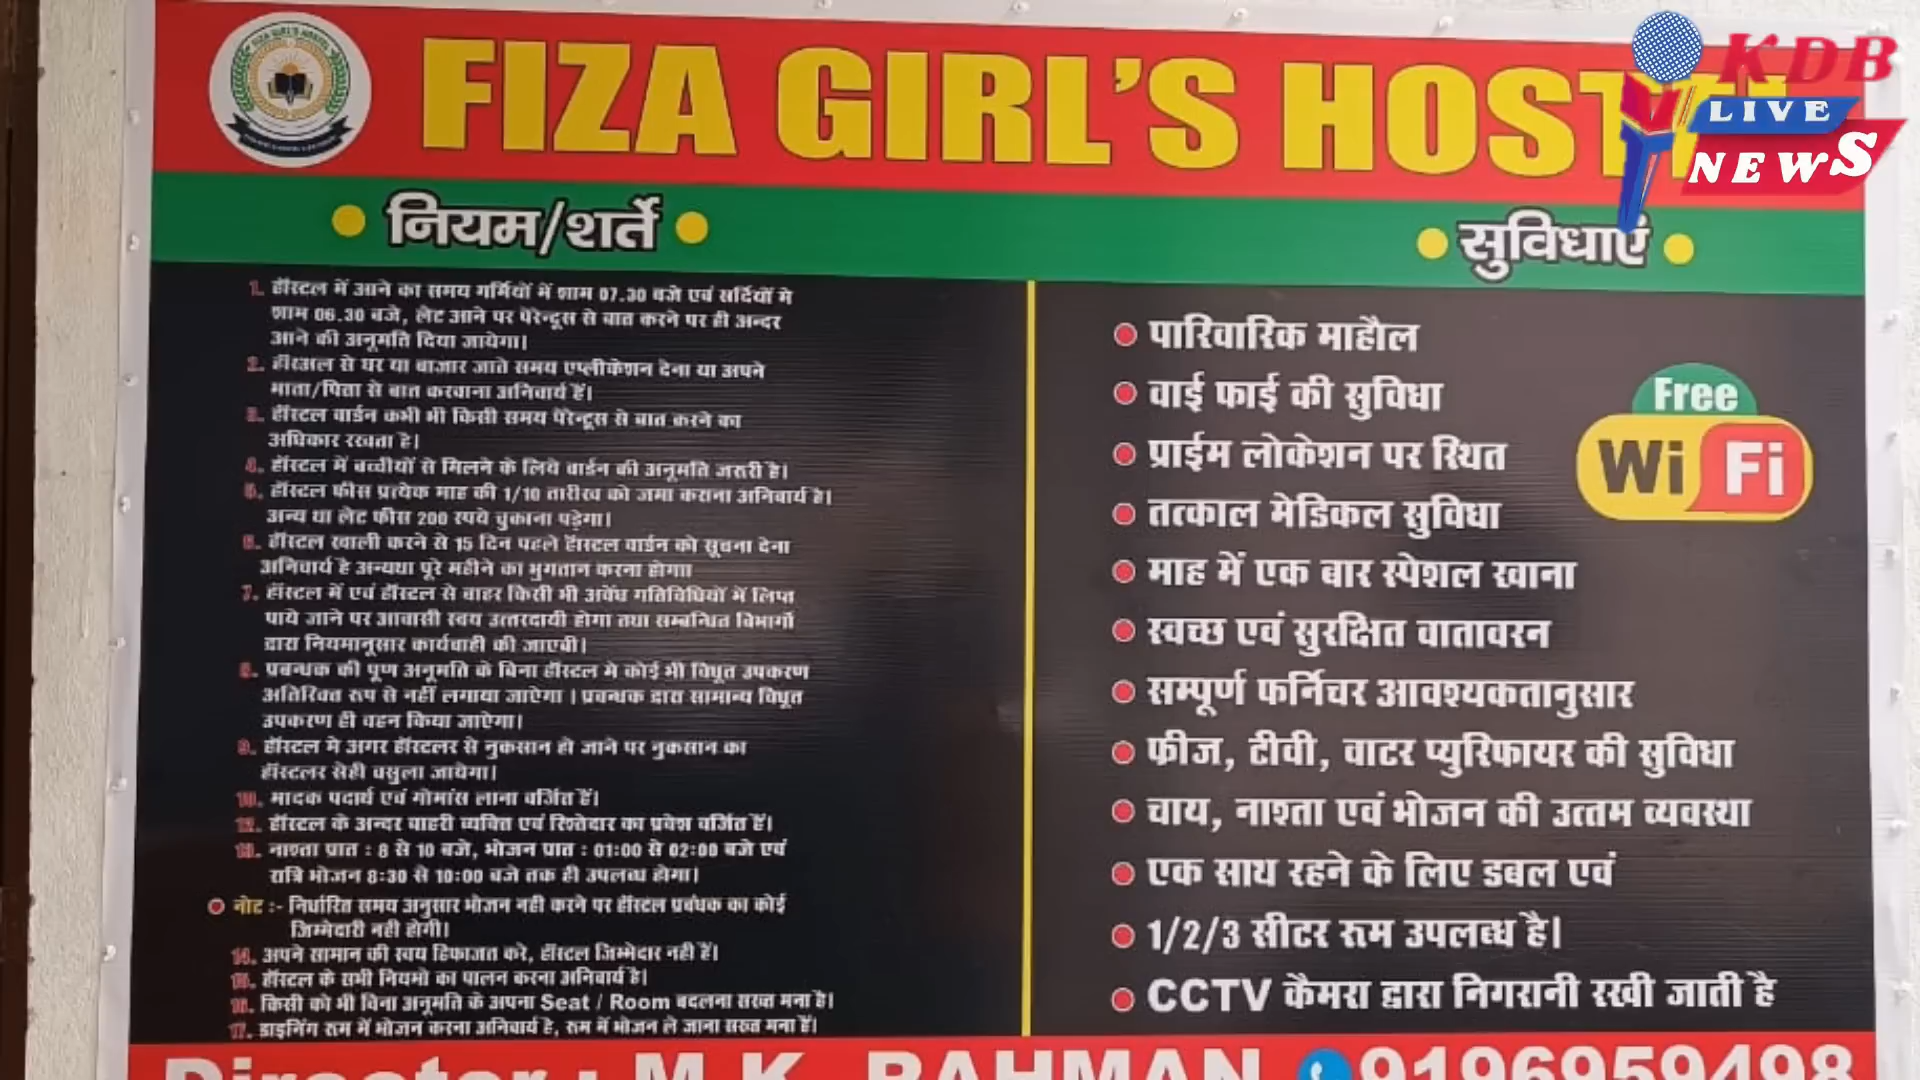 FIZA GIRL'S HOSTEL
KDB
LIVE
NEWS
नियम/शर्ते
सुविधाएं
1. हॉस्टल में आने का समय गर्मियों में शाम 07.30 बजे एवं सर्दियों मे
शाम 06.30 बजे, लेट आने पर पेरेन्ट्स से बात करने पर ही अन्दर
आने की अनुमति दिया जायेगा।
2. हॉस्टल से घर या बाजार जाते समय एप्लीकेशन देना या अपने
माता/पिता से बात करवाना अनिवार्य हैं।
3. हॉस्टल वार्डन कभी भी किसी समय पेरेन्ट्स से बात करने का
अधिकार रखता है।
4. हॉस्टल में बच्चीयों से मिलने के लिये वार्डन की अनुमति जरुरी है।
5. हॉस्टल फीस प्रत्येक माह की 1/10 तारीख को जमा कराना अनिवार्य है।
अन्य था लेट फीस 200 रुपये चुकाना पड़ेगा।
6. हॉस्टल खाली करने से 15 दिन पहले हॉस्टल वार्डन को सूचना देना
अनिवार्य है अन्यथा पूरे महीने का भुगतान करना होगा।
7. हॉस्टल में एवं हॉस्टल से बाहर किसी भी अवैध गतिविधियों में लिप्त
पाये जाने पर आवासी स्वय उत्तरदायी होगा तथा सम्बन्धित विभागों
द्वारा नियमानुसार कार्यवाही की जाएवी।
8. प्रबन्धक की पूण अनुमति के बिना हॉस्टल मे कोई भी विधूत उपकरण
अतिरिक्त रूप से नहीं लगाया जाऐगा। प्रबन्धक द्वारा सामान्य विधूत
उपकरण ही वहन किया जाऐगा।
9. हॉस्टल मे अगर हॉस्टलर से नुकसान हो जाने पर नुकसान का
हॉस्टलर सेही वसुला जायेगा।
10. मादक पदार्थ एवं गोमांस लाना वर्जित हैं।
12. हॉस्टल के अन्दर बाहरी व्यक्ति एवं रिश्तेदार का प्रवेश वर्जित हैं।
13. नाश्ता प्रात : 8 से 10 बजे, भोजन प्रात : 01:00 से 02:00 बजे एवं
रात्रि भोजन 8:30 से 10:00 बजे तक ही उपलब्ध होगा।
नोट :- निर्धारित समय अनुसार भोजन नही करने पर हॉस्टल प्रबंधक का कोई
जिम्मेदारी नही होगी।
14. अपने सामान की स्वय हिफाजत करे, हॉस्टल जिम्मेदार नही हैं।
15. हॉस्टल के सभी नियमो का पालन करना अनिवार्य है।
16. किसी को भी बिना अनुमति के अपना Seat / Room बदलना सख्त मना है।
17. डाइनिंग रूम में भोजन करना अनिवार्य है, रूम में भोजन ले जाना सख्त मना हैं।
पारिवारिक माहौल
वाई फाई की सुविधा
प्राईम लोकेशन पर स्थित
तत्काल मेडिकल सुविधा
माह में एक बार स्पेशल खाना
स्वच्छ एवं सुरक्षित वातावरन
सम्पूर्ण फर्निचर आवश्यकतानुसार
फ्रीज, टीवी, वाटर प्युरिफायर की सुविधा
चाय, नाश्ता एवं भोजन की उत्तम व्यवस्था
एक साथ रहने के लिए डबल एवं
1/2/3 सीटर रूम उपलब्ध है।
CCTV कैमरा द्वारा निगरानी रखी जाती है
Free
Wi Fi
Director : M.K. RAHMAN 9196959498